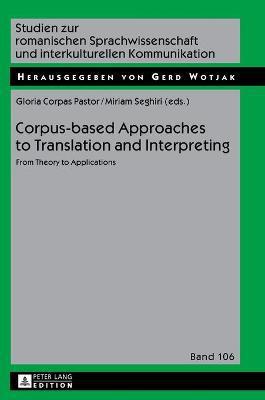 Studien zur
romanischen Sprachwissenschaft
und interkulturellen Kommunikation
HERAUSGEGEBEN VON GERD WOTJAK
Gloria Corpas Pastor/Miriam Seghiri (eds.)
Corpus-based Approaches
to Translation and Interpreting
From Theory to Applications
Band 106
PETER LANG
EDITION